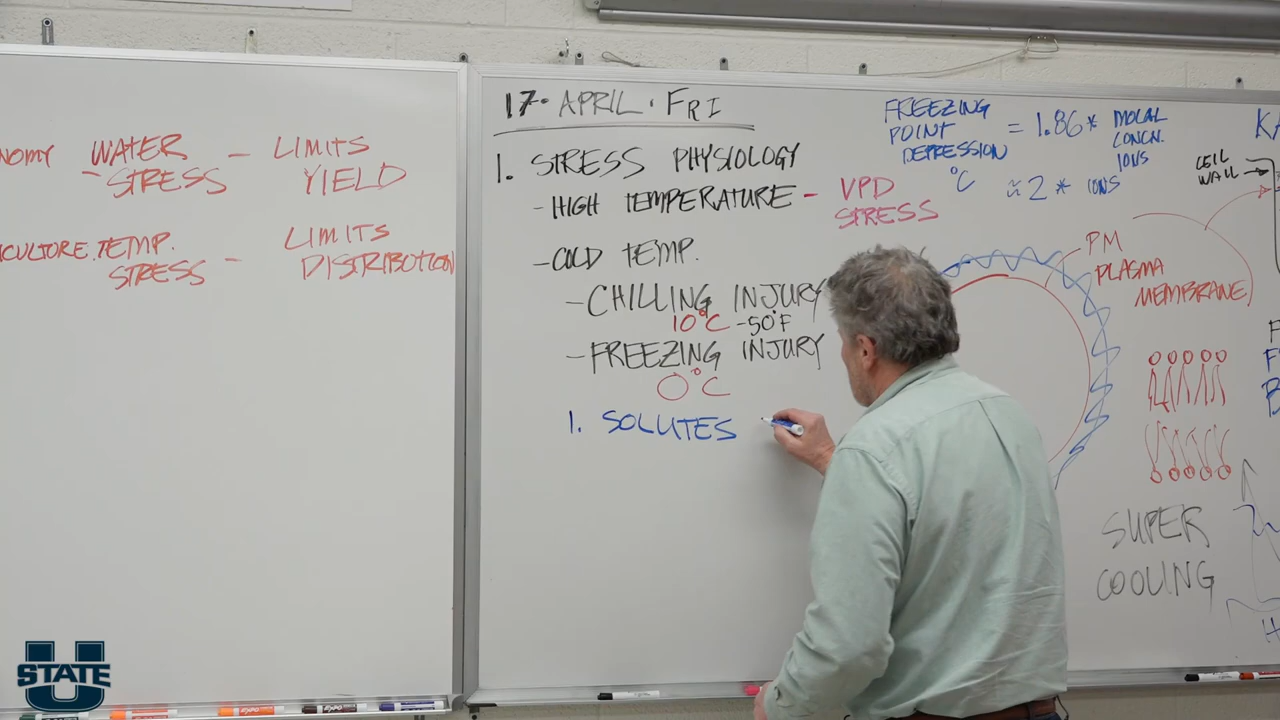 WATER - LIMITS
STRESS YIELD
TEMP. LIMITS
STRESS - DISTRIBUTION
17. APRIL. FRI
1. STRESS PHYSIOLOGY
- HIGH TEMPERATURE - VPD
STRESS
- COLD TEMP.
- CHILLING INJURY
10°C - 50°F
- FREEZING INJURY
0°C
1. SOLUTES
FREEZING
POINT
DEPRESSION
°C
= 1.86 * MOLAL
CONCN.
IONS
≈ 2 * IONS
CELL
WALL
PM
PLASMA
MEMBRANE
SUPER
COOLING
U
STATE